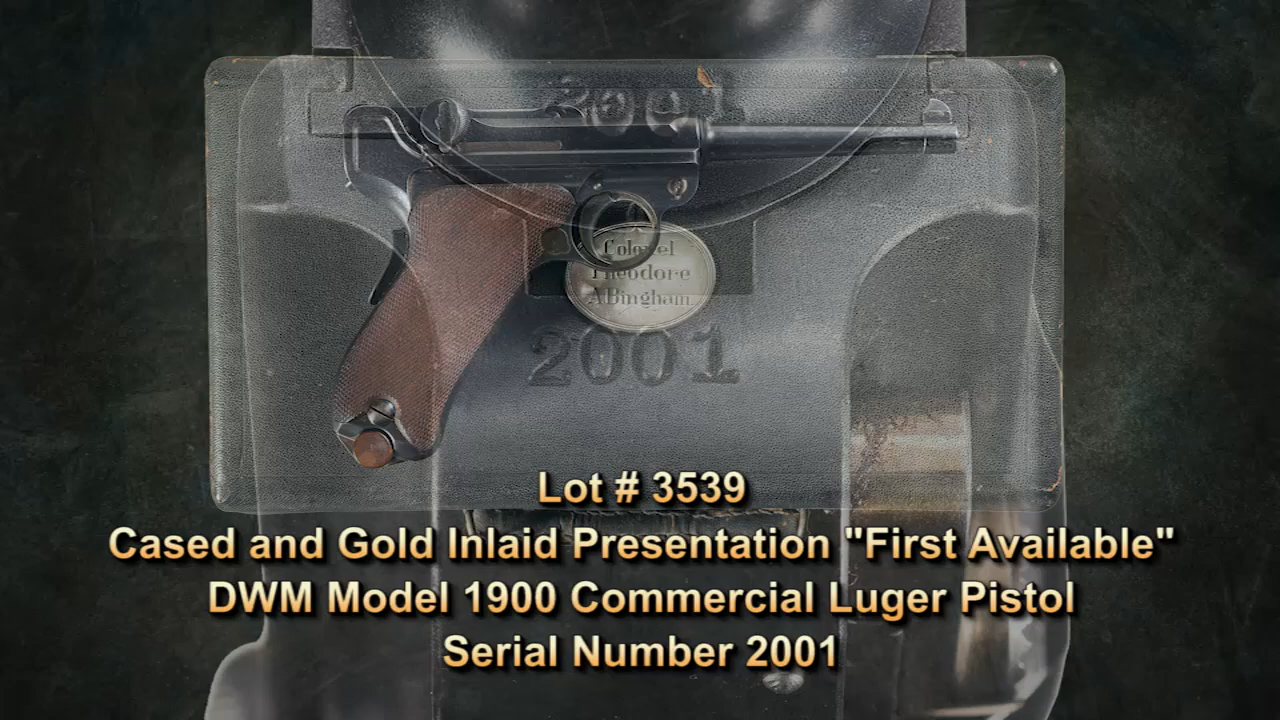 2001
Colonel
Theodore
A Bingham
2001
Lot # 3539
Cased and Gold Inlaid Presentation "First Available"
DWM Model 1900 Commercial Luger Pistol
Serial Number 2001